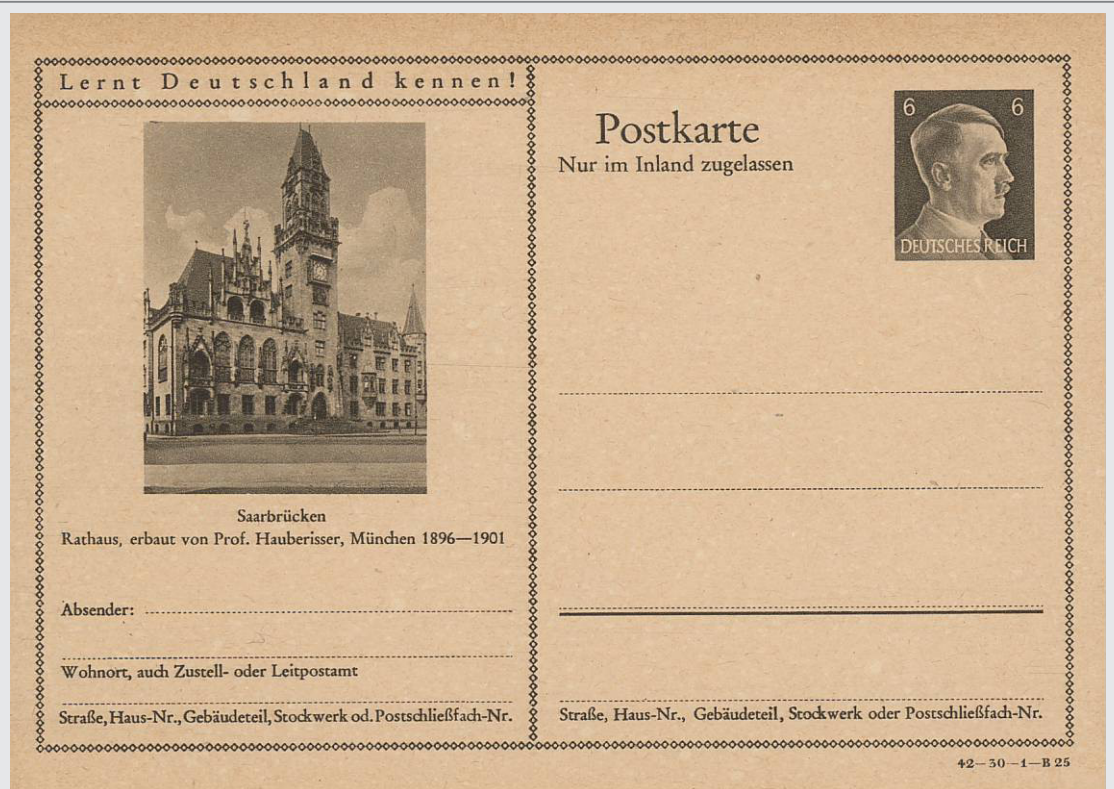 Lernt Deutschland kennen!
Saarbrücken
Rathaus, erbaut von Prof. Hauberisser, München 1896—1901
Absender:
Wohnort, auch Zustell- oder Leitpostamt
Straße, Haus-Nr., Gebäudeteil, Stockwerk od. Postschließfach-Nr.
Postkarte
Nur im Inland zugelassen
6 6
DEUTSCHES REICH
Straße, Haus-Nr., Gebäudeteil, Stockwerk oder Postschließfach-Nr.
42—30—1—B 25